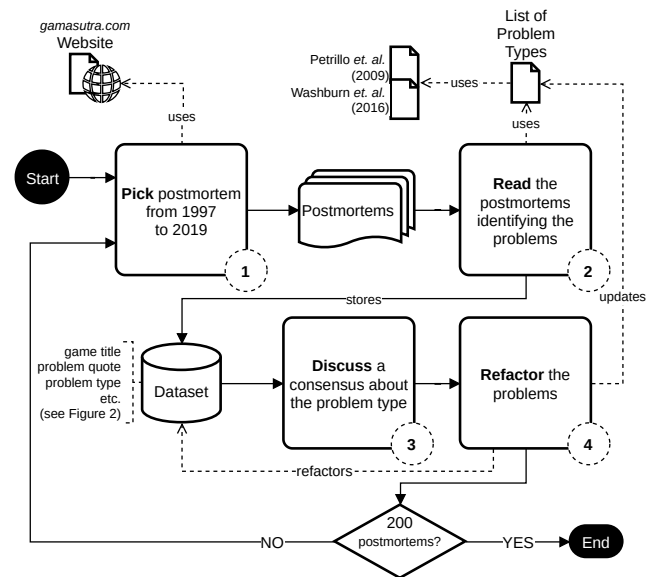 gamasutra.com
Website
List of
Problem
Types
Petrillo et. al.
(2009)
Washburn et. al.
(2016)
uses
uses
uses
Start
Pick postmortem
from 1997
to 2019
1
Postmortems
Read the
postmortems
identifying the
problems
2
stores
updates
game title
problem quote
problem type
etc.
(see Figure 2)
Dataset
Discuss a
consensus about
the problem type
3
Refactor the
problems
4
refactors
200
postmortems?
NO
YES
End